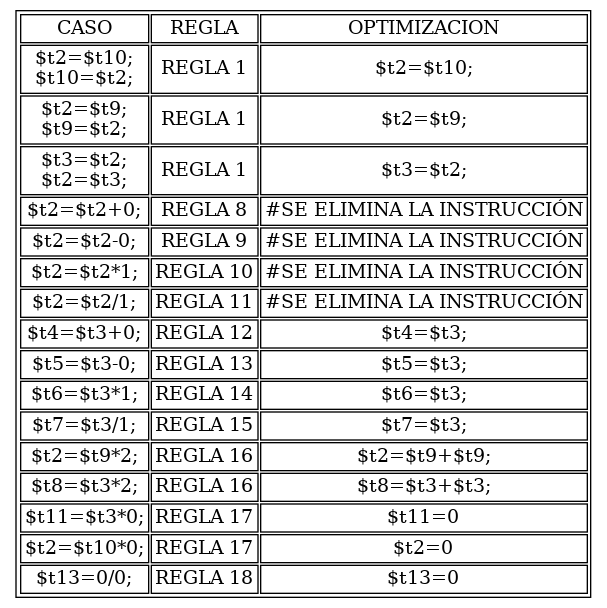 CASO REGLA OPTIMIZACION
$t2=$t10;
$t10=$t2; REGLA 1 $t2=$t10;
$t2=$t9;
$t9=$t2; REGLA 1 $t2=$t9;
$t3=$t2;
$t2=$t3; REGLA 1 $t3=$t2;
$t2=$t2+0; REGLA 8 #SE ELIMINA LA INSTRUCCIÓN
$t2=$t2-0; REGLA 9 #SE ELIMINA LA INSTRUCCIÓN
$t2=$t2*1; REGLA 10 #SE ELIMINA LA INSTRUCCIÓN
$t2=$t2/1; REGLA 11 #SE ELIMINA LA INSTRUCCIÓN
$t4=$t3+0; REGLA 12 $t4=$t3;
$t5=$t3-0; REGLA 13 $t5=$t3;
$t6=$t3*1; REGLA 14 $t6=$t3;
$t7=$t3/1; REGLA 15 $t7=$t3;
$t2=$t9*2; REGLA 16 $t2=$t9+$t9;
$t8=$t3*2; REGLA 16 $t8=$t3+$t3;
$t11=$t3*0; REGLA 17 $t11=0
$t2=$t10*0; REGLA 17 $t2=0
$t13=0/0; REGLA 18 $t13=0